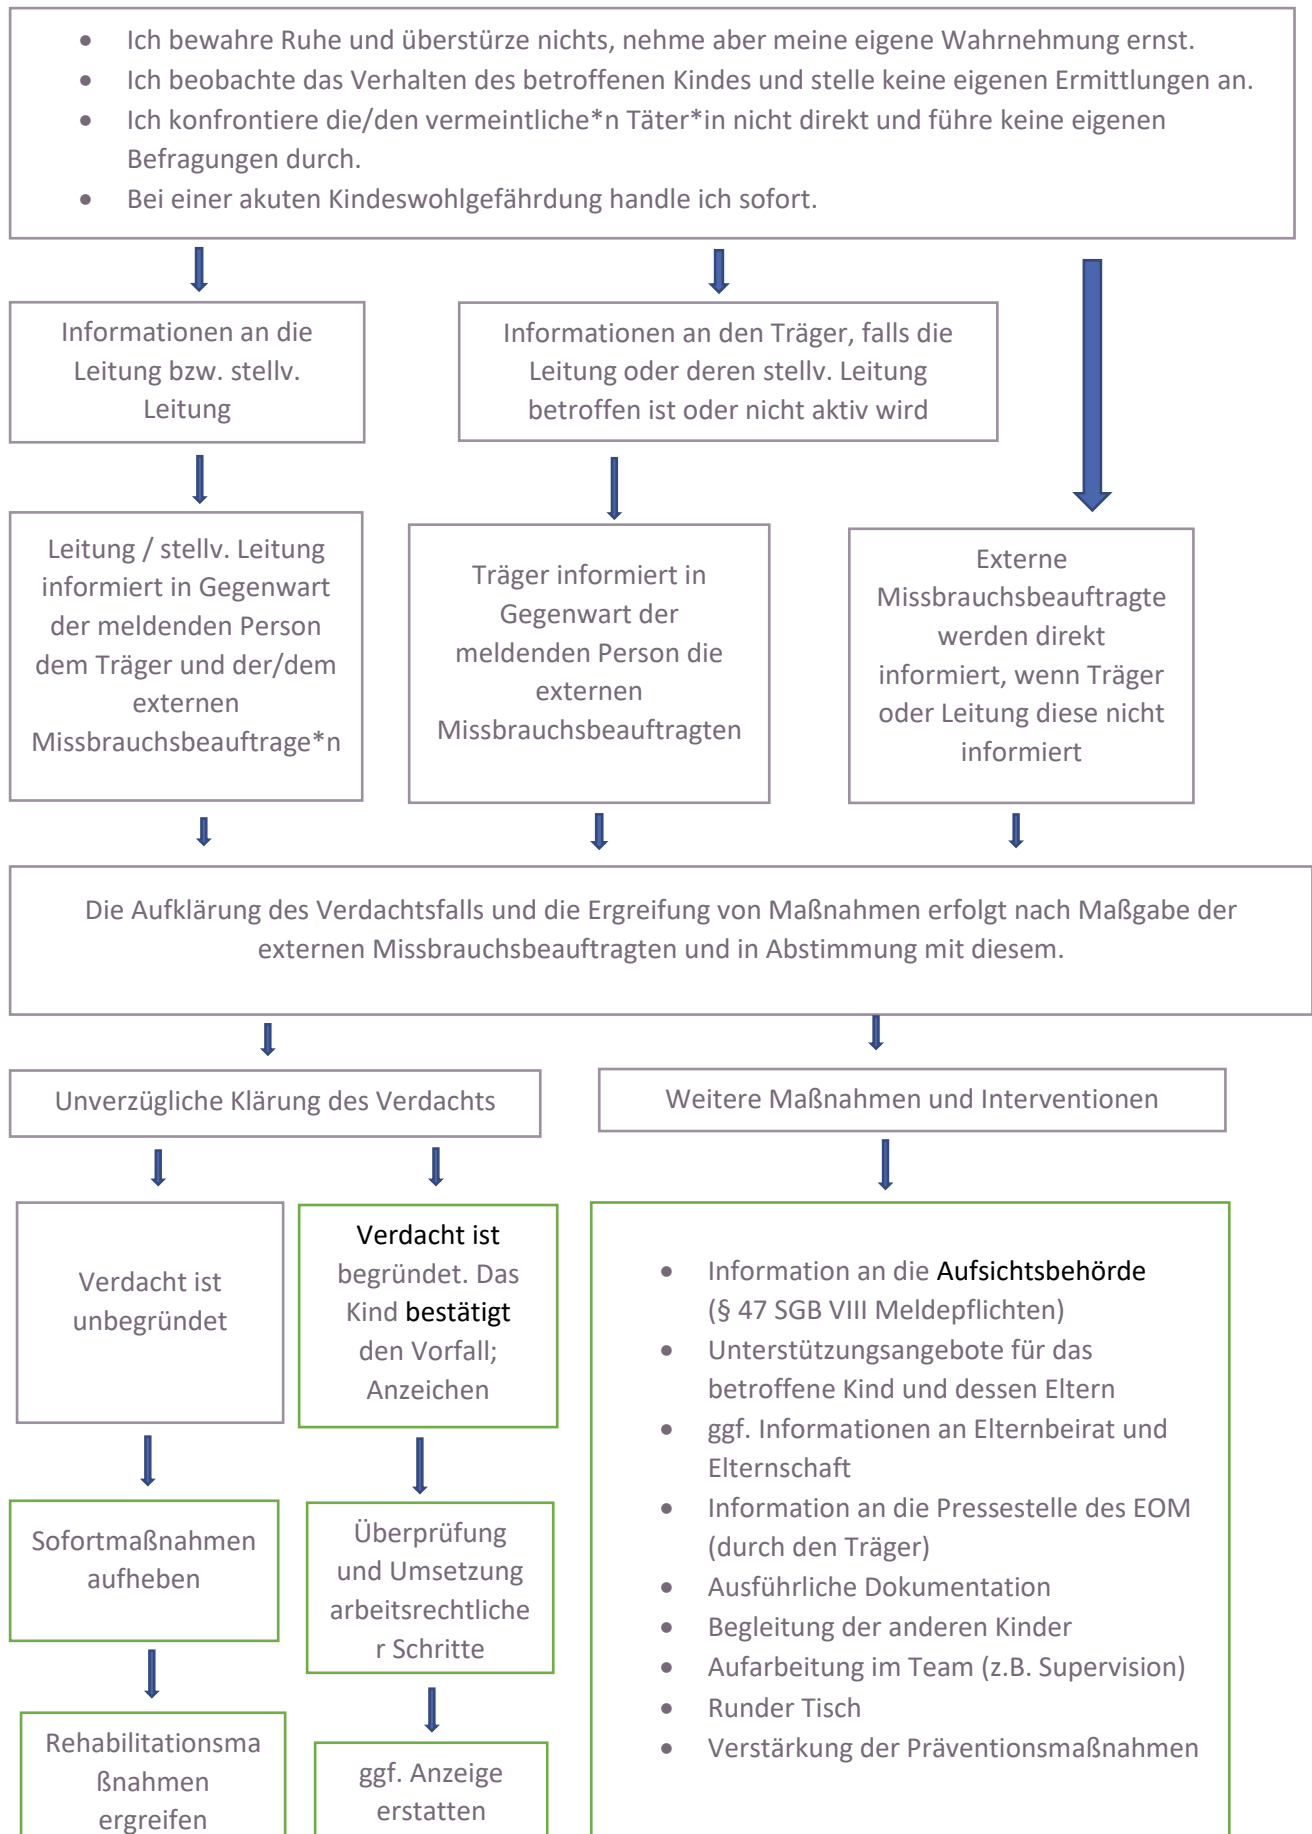 • Ich bewahre Ruhe und überstürze nichts, nehme aber meine eigene Wahrnehmung ernst.
• Ich beobachte das Verhalten des betroffenen Kindes und stelle keine eigenen Ermittlungen an.
• Ich konfrontiere die/den vermeintliche*n Täter*in nicht direkt und führe keine eigenen
Befragungen durch.
• Bei einer akuten Kindeswohlgefährdung handle ich sofort.
Informationen an die
Leitung bzw. stellv.
Leitung
Informationen an den Träger, falls die
Leitung oder deren stellv. Leitung
betroffen ist oder nicht aktiv wird
Leitung / stellv. Leitung
informiert in Gegenwart
der meldenden Person
dem Träger und der/dem
externen
Missbrauchsbeauftrage*n
Träger informiert in
Gegenwart der
meldenden Person die
externen
Missbrauchsbeauftragten
Externe
Missbrauchsbeauftragte
werden direkt
informiert, wenn Träger
oder Leitung diese nicht
informiert
Die Aufklärung des Verdachtsfalls und die Ergreifung von Maßnahmen erfolgt nach Maßgabe der
externen Missbrauchsbeauftragten und in Abstimmung mit diesem.
Unverzügliche Klärung des Verdachts
Weitere Maßnahmen und Interventionen
Verdacht ist
unbegründet
Verdacht ist
begründet. Das
Kind bestätigt
den Vorfall;
Anzeichen
Sofortmaßnahmen
aufheben
Überprüfung
und Umsetzung
arbeitsrechtliche
r Schritte
Rehabilitationsma
ßnahmen
ergreifen
ggf. Anzeige
erstatten
• Information an die Aufsichtsbehörde
(§ 47 SGB VIII Meldepflichten)
• Unterstützungsangebote für das
betroffene Kind und dessen Eltern
• ggf. Informationen an Elternbeirat und
Elternschaft
• Information an die Pressestelle des EOM
(durch den Träger)
• Ausführliche Dokumentation
• Begleitung der anderen Kinder
• Aufarbeitung im Team (z.B. Supervision)
• Runder Tisch
• Verstärkung der Präventionsmaßnahmen